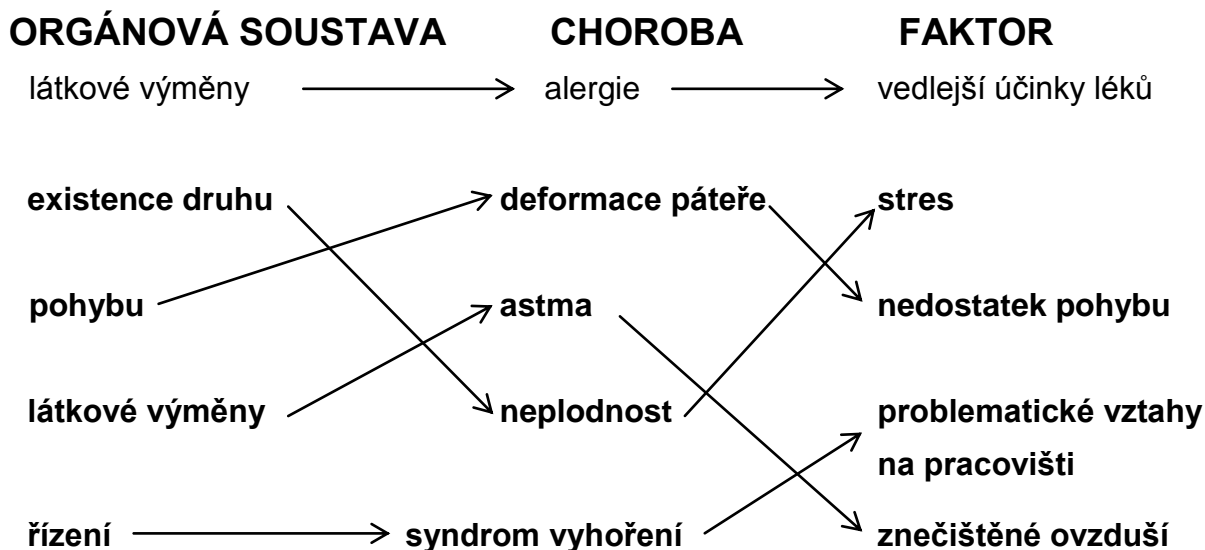 ORGÁNOVÁ SOUSTAVA CHOROBA FAKTOR
látkové výměny alergie vedlejší účinky léků
existence druhu deformace páteře stres
pohybu astma nedostatek pohybu
látkové výměny neplodnost problematické vztahy
na pracovišti
řízení syndrom vyhoření znečištěné ovzduší